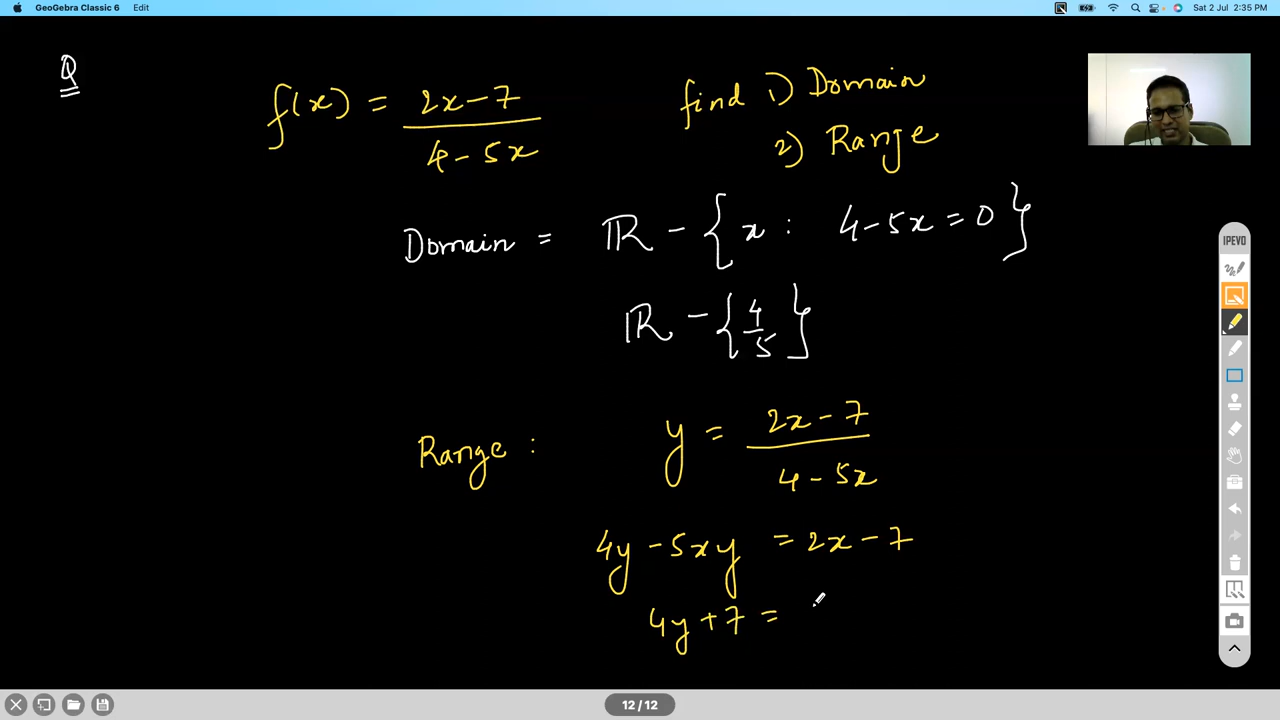 GeoGebra Classic 6 Edit Sat 2 Jul 2:35 PM
Q
f(x) = 2x-7 / 4-5x find 1) Domain
2) Range
Domain = ℝ - { x : 4-5x = 0 }
ℝ - { 4/5 }
Range : y = 2x-7 / 4-5x
4y - 5xy = 2x - 7
4y + 7 =
IPEVO
12 / 12